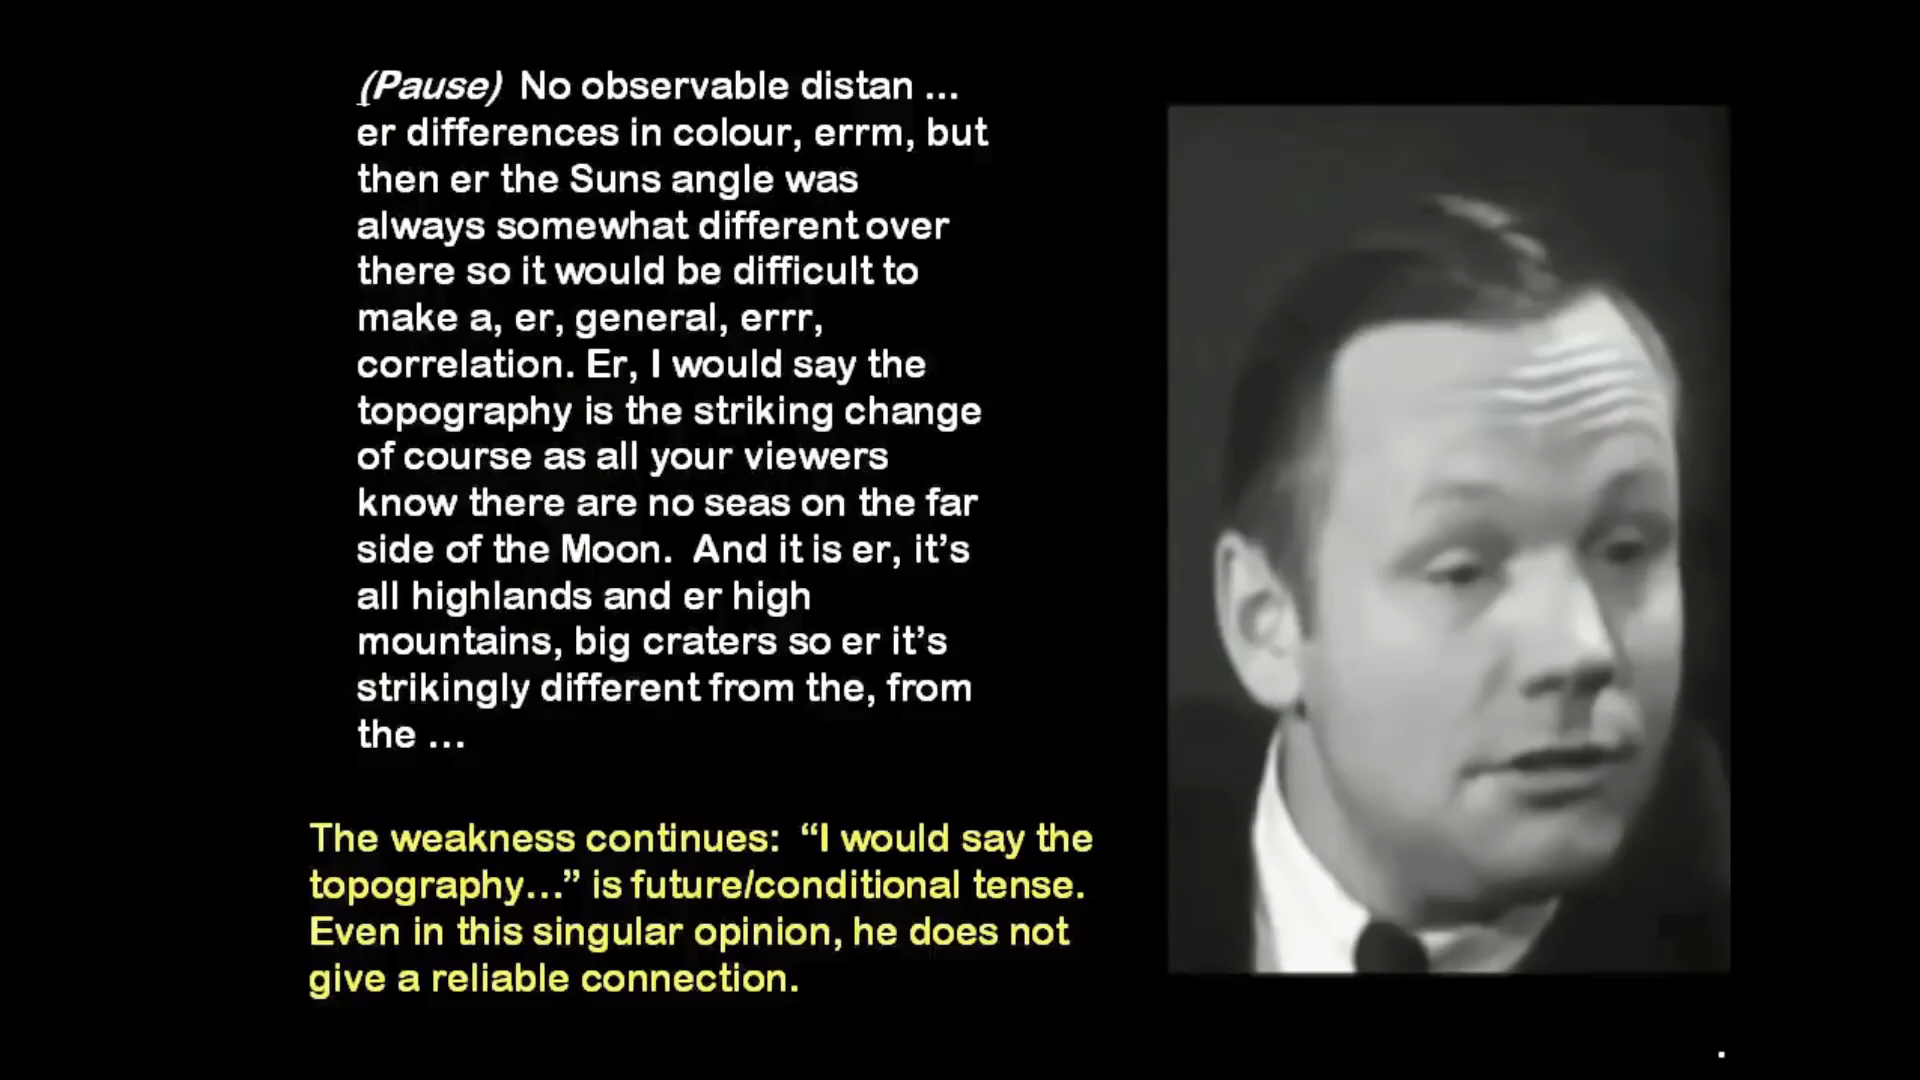 (Pause)  No observable distan ...
er differences in colour, errm, but
then er the Suns angle was
always somewhat different over
there so it would be difficult to
make a, er, general, errr,
correlation. Er, I would say the
topography is the striking change
of course as all your viewers
know there are no seas on the far
side of the Moon.  And it is er, it’s
all highlands and er high
mountains, big craters so er it’s
strikingly different from the, from
the ...
The weakness continues:  “I would say the
topography...” is future/conditional tense.
Even in this singular opinion, he does not
give a reliable connection.
.